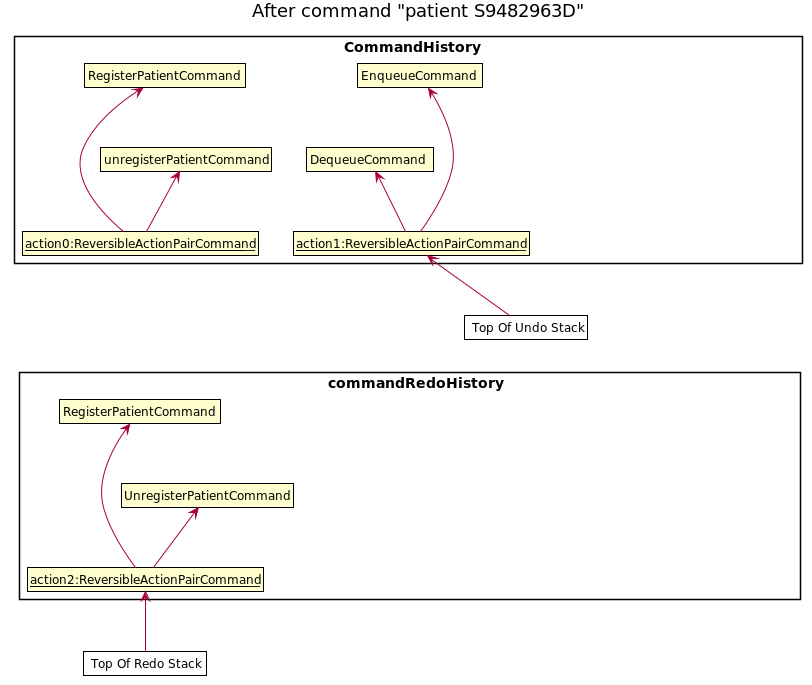 After command "patient S9482963D"
CommandHistory
RegisterPatientCommand
EnqueueCommand
unregisterPatientCommand
DequeueCommand
action0:ReversibleActionPairCommand
action1:ReversibleActionPairCommand
Top Of Undo Stack
commandRedoHistory
RegisterPatientCommand
UnregisterPatientCommand
action2:ReversibleActionPairCommand
Top Of Redo Stack